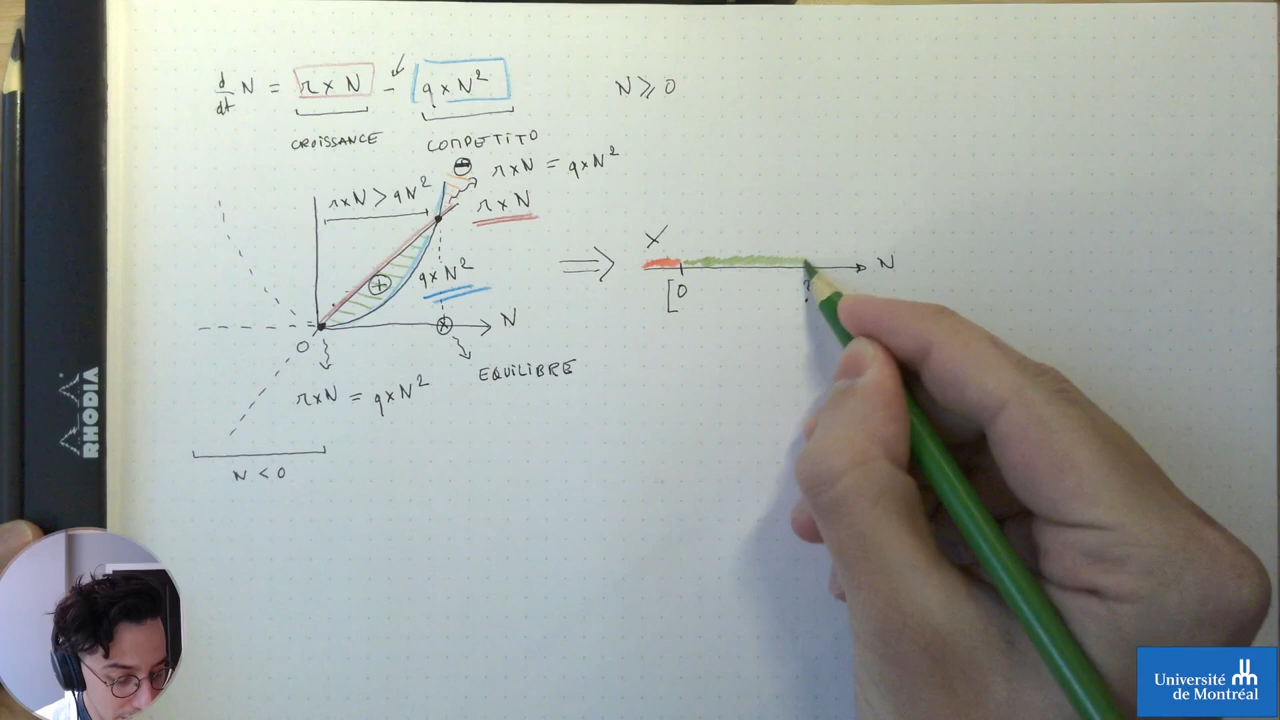 d/dt N = r x N - q x N² N ⩾ 0
CROISSANCE COMPETITO
⊖ r x N = q x N²
r x N > q N²
r x N
X
⊕ q x N²
[0 ? N
N
0
EQUILIBRE
r x N = q x N²
N < 0
RHODIA
Université
de Montréal